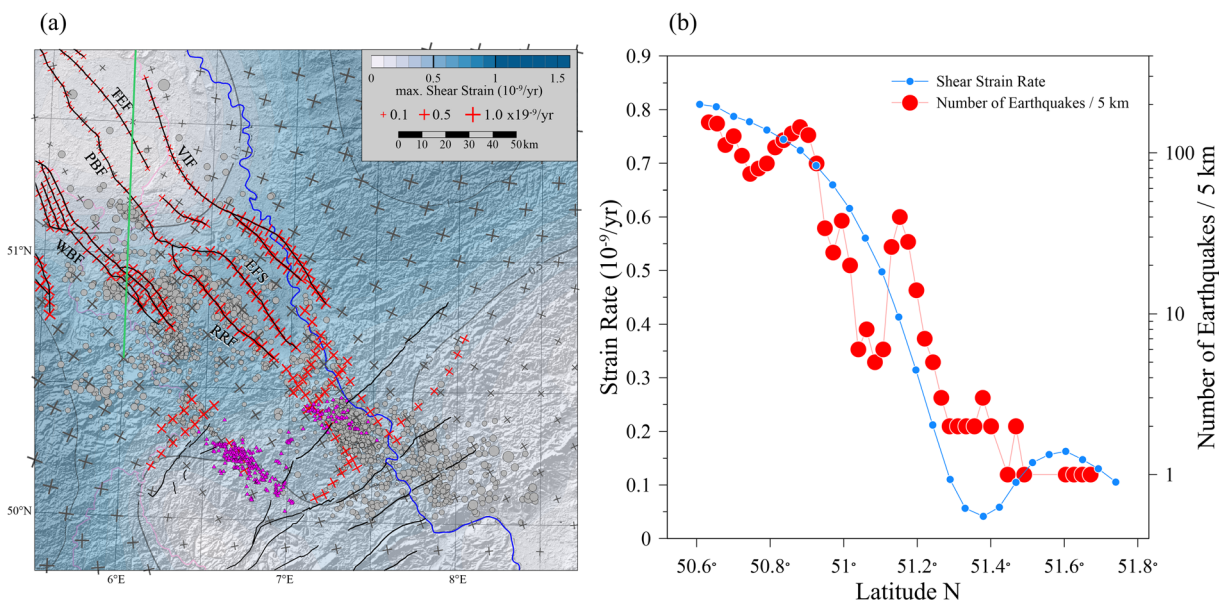 (a)
(b)
0 0.5 1 1.5
max. Shear Strain (10-9/yr)
0.1 0.5 1.0 x19-9/yr
0 10 20 30 40 50km
TEF
VIF
PBF
WBF
EFS
RRF
51°N
50°N
6°E 7°E 8°E
0.9
0.8
0.7
0.6
0.5
0.4
0.3
0.2
0.1
0
Strain Rate (10-9/yr)
Shear Strain Rate
Number of Earthquakes / 5 km
100
10
1
Number of Earthquakes / 5 km
50.6° 50.8° 51° 51.2° 51.4° 51.6° 51.8°
Latitude N